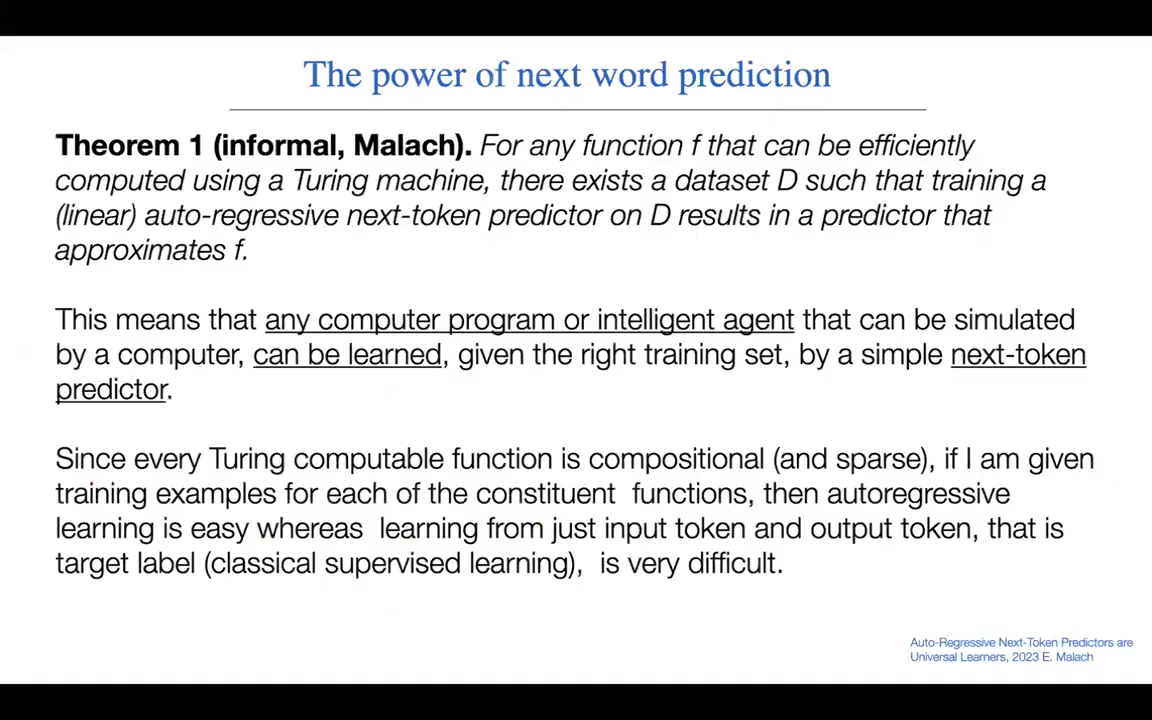 The power of next word prediction
Theorem 1 (informal, Malach). For any function f that can be efficiently
computed using a Turing machine, there exists a dataset D such that training a
(linear) auto-regressive next-token predictor on D results in a predictor that
approximates f.
This means that any computer program or intelligent agent that can be simulated
by a computer, can be learned, given the right training set, by a simple next-token
predictor.
Since every Turing computable function is compositional (and sparse), if I am given
training examples for each of the constituent functions, then autoregressive
learning is easy whereas learning from just input token and output token, that is
target label (classical supervised learning), is very difficult.
Auto-Regressive Next-Token Predictors are
Universal Learners, 2023 E. Malach